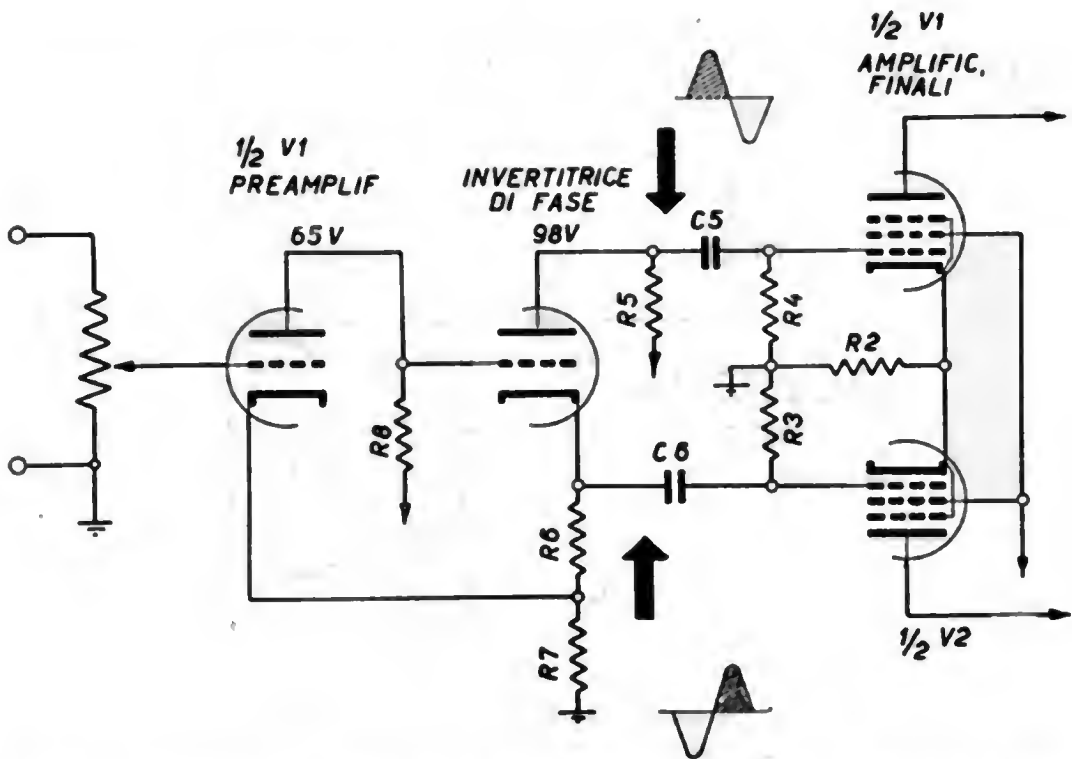 1/2 V1
AMPLIFIC.
FINALI
1/2 V1
PREAMPLIF
65V
INVERTITRICE
DI FASE
98V
C5
R5
R4
R2
R8
R3
C6
R6
R7
1/2 V2